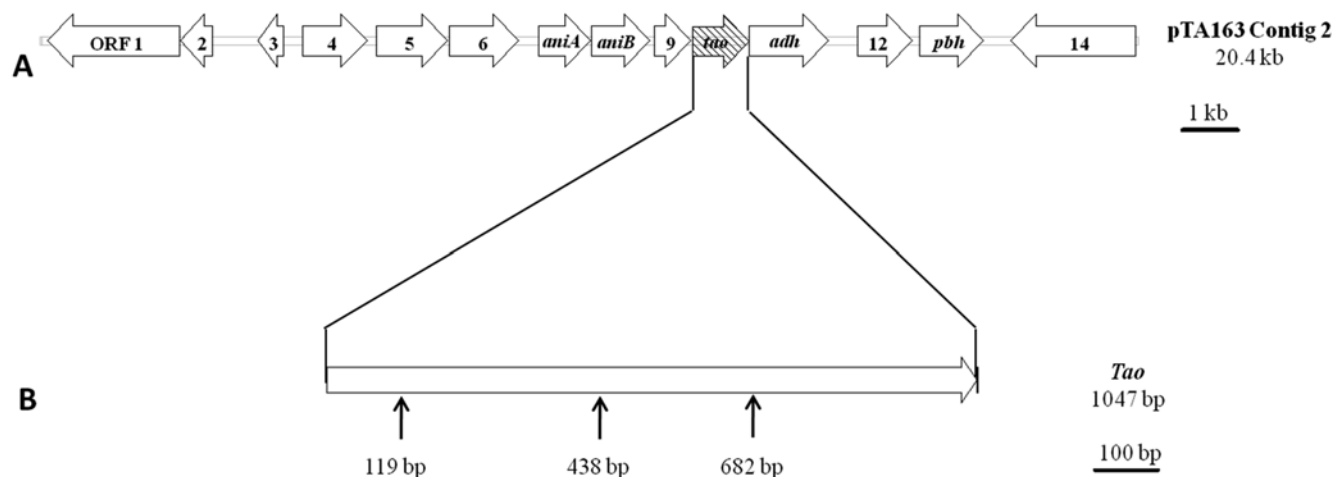 ORF 1 2 3 4 5 6 aniA aniB 9 tao adh 12 pbh 14
pTA163 Contig 2
20.4 kb
A
1 kb
B
Tao
1047 bp
119 bp 438 bp 682 bp
100 bp